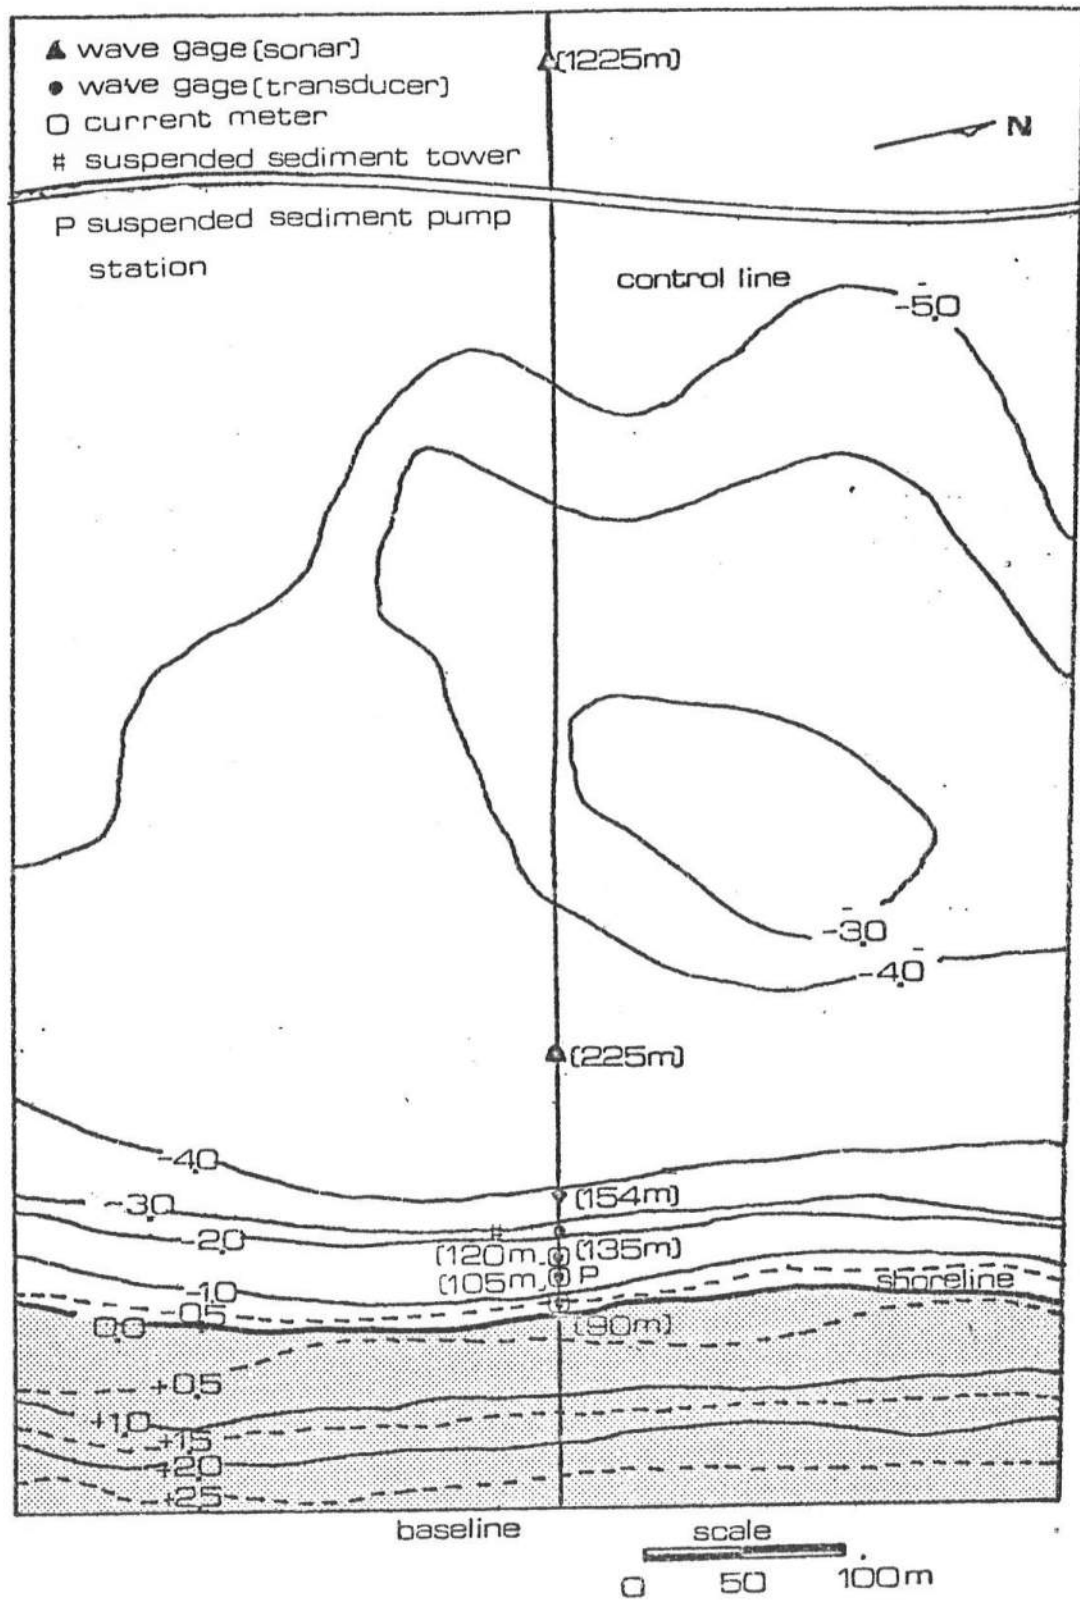 ▲ wave gage (sonar)
● wave gage (transducer)
▢ current meter
# suspended sediment tower
P suspended sediment pump
station
(1225m)
N
control line
-5.0
-3.0
-4.0
(225m)
-4.0
(154m)
-3.0
#
-2.0
(120m)
(135m)
(105m)
P
-1.0
shoreline
-0.5
0.0
(90m)
+0.5
+1.0
+1.5
+2.0
+2.5
baseline
scale
0 50 100m